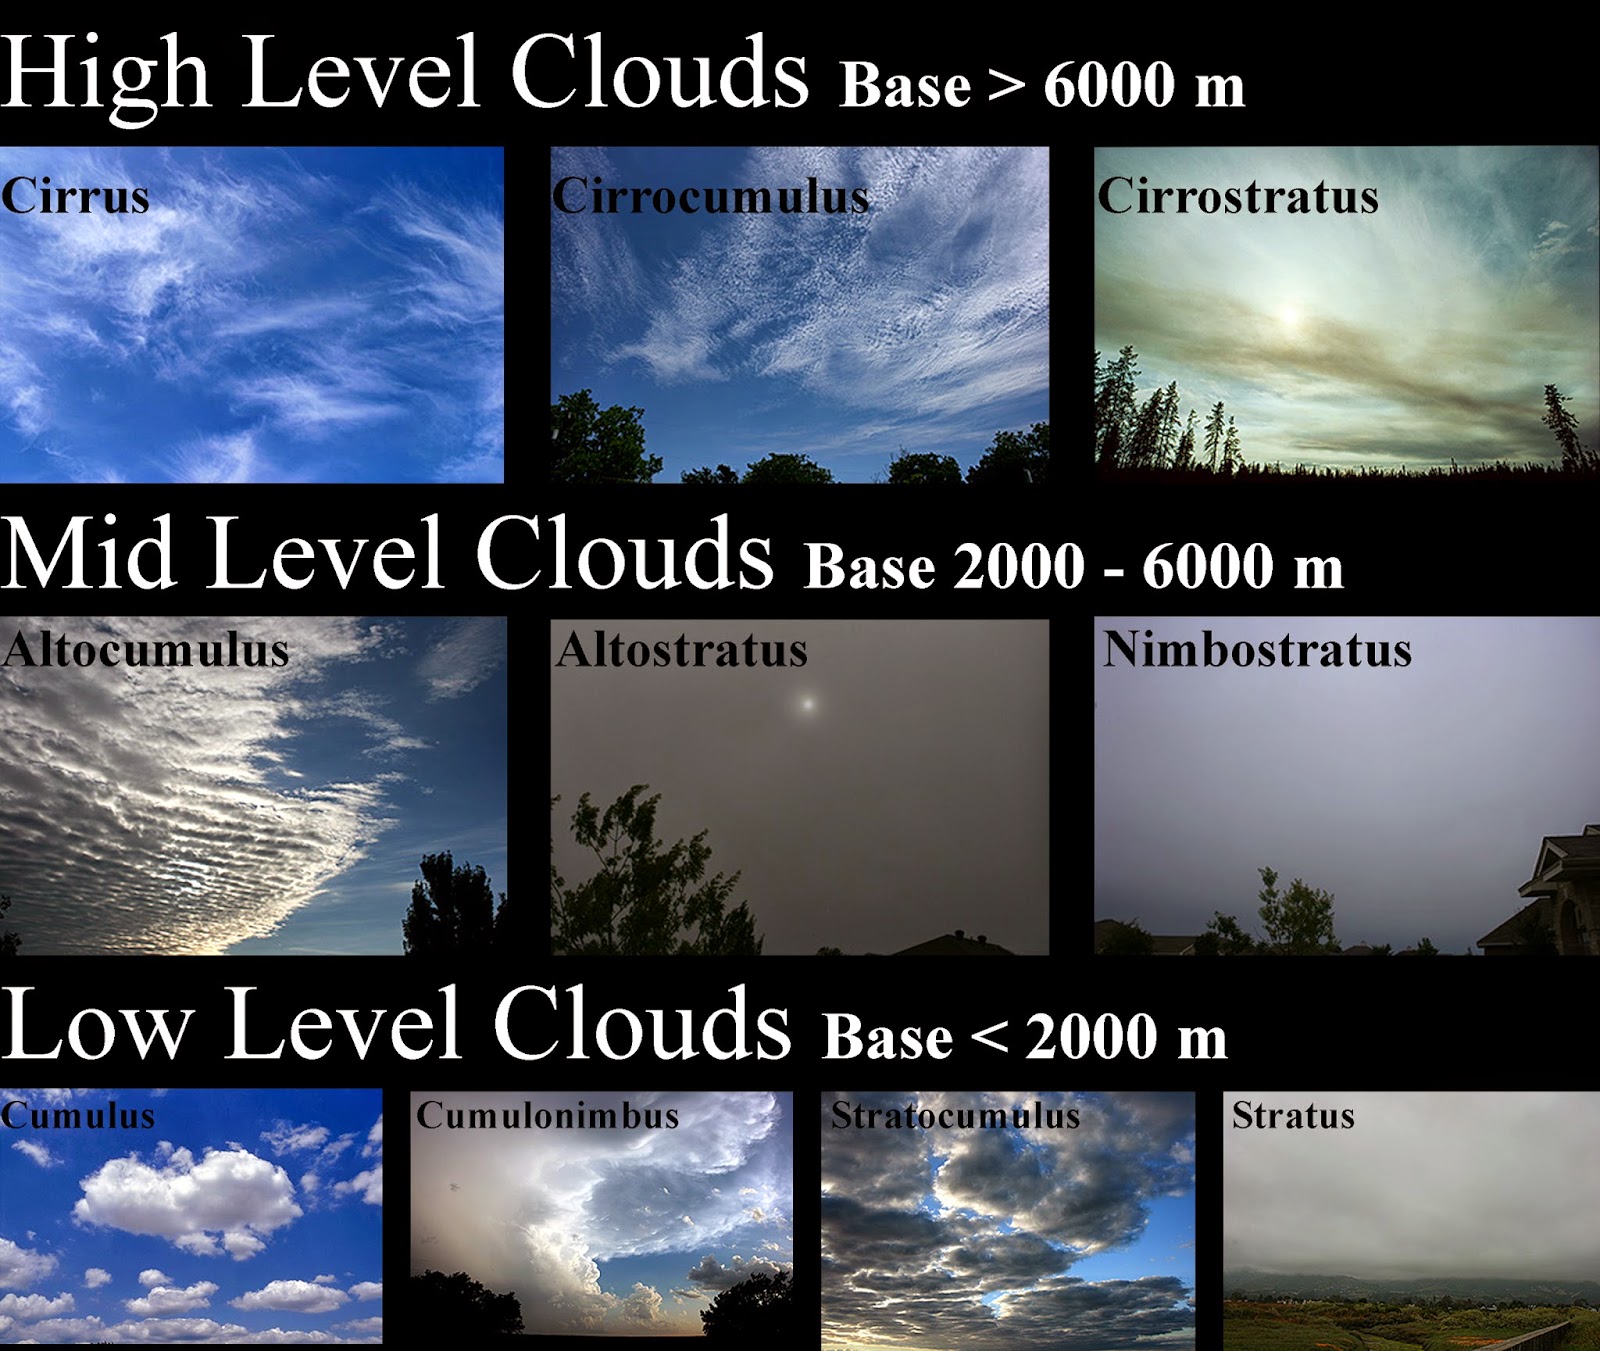 High Level Clouds Base > 6000 m
Cirrus Cirrocumulus Cirrostratus
Mid Level Clouds Base 2000 - 6000 m
Altocumulus Altostratus Nimbostratus
Low Level Clouds Base < 2000 m
Cumulus Cumulonimbus Stratocumulus Stratus